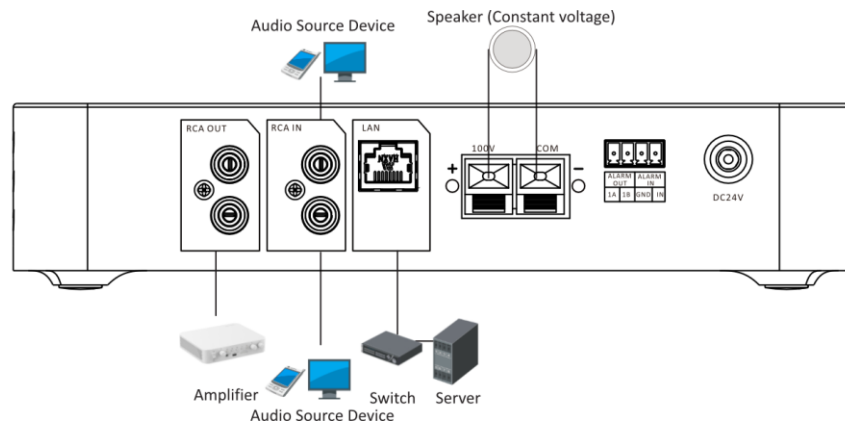 Audio Source Device
Speaker (Constant voltage)
RCA OUT
RCA IN
LAN
100V
COM
+
−
ALARM OUT
ALARM IN
1A 1B GND IN
DC24V
Amplifier
Audio Source Device
Switch
Server